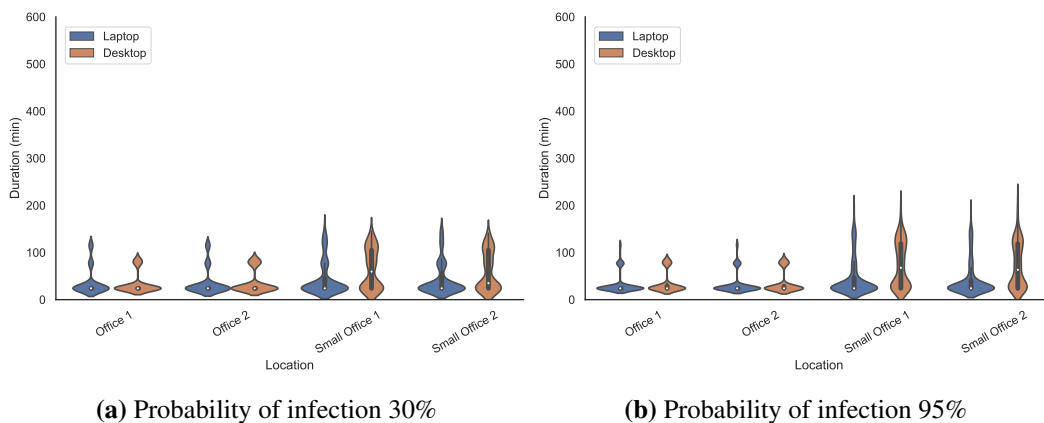 600
500
400
300
200
100
0
Duration (min)
Laptop
Desktop
Office 1
Office 2
Small Office 1
Small Office 2
Location
(a) Probability of infection 30%
600
500
400
300
200
100
0
Duration (min)
Laptop
Desktop
Office 1
Office 2
Small Office 1
Small Office 2
Location
(b) Probability of infection 95%